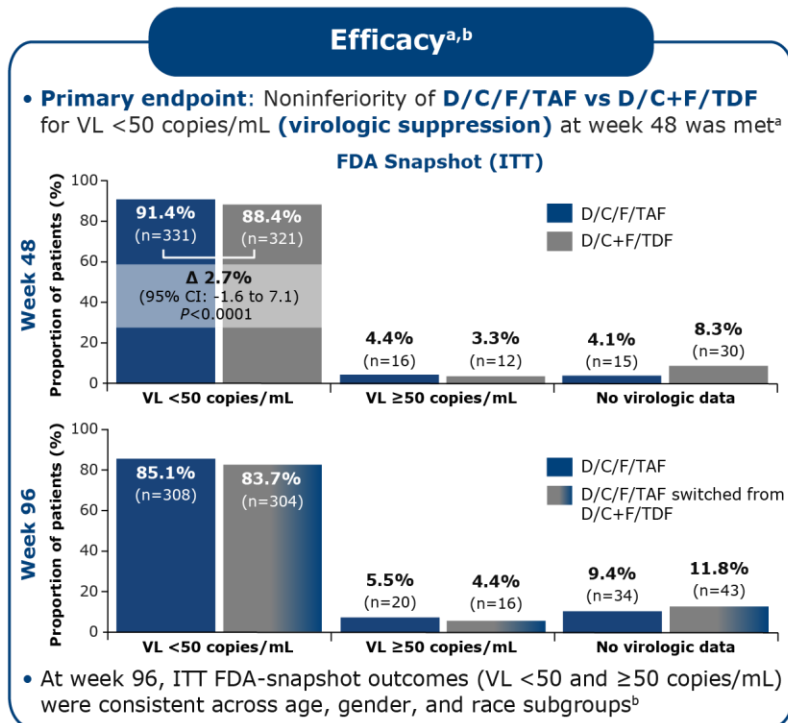 Efficacyᵃ,ᵇ
• Primary endpoint: Noninferiority of D/C/F/TAF vs D/C+F/TDF
for VL <50 copies/mL (virologic suppression) at week 48 was metᵃ
FDA Snapshot (ITT)
Week 48
Proportion of patients (%)
100
80
60
40
20
0
91.4%
(n=331)
88.4%
(n=321)
Δ 2.7%
(95% CI: -1.6 to 7.1)
P<0.0001
4.4%
(n=16)
3.3%
(n=12)
4.1%
(n=15)
8.3%
(n=30)
D/C/F/TAF
D/C+F/TDF
VL <50 copies/mL
VL ≥50 copies/mL
No virologic data
Week 96
Proportion of patients (%)
100
80
60
40
20
0
85.1%
(n=308)
83.7%
(n=304)
5.5%
(n=20)
4.4%
(n=16)
9.4%
(n=34)
11.8%
(n=43)
D/C/F/TAF
D/C/F/TAF switched from
D/C+F/TDF
VL <50 copies/mL
VL ≥50 copies/mL
No virologic data
• At week 96, ITT FDA-snapshot outcomes (VL <50 and ≥50 copies/mL)
were consistent across age, gender, and race subgroupsᵇ